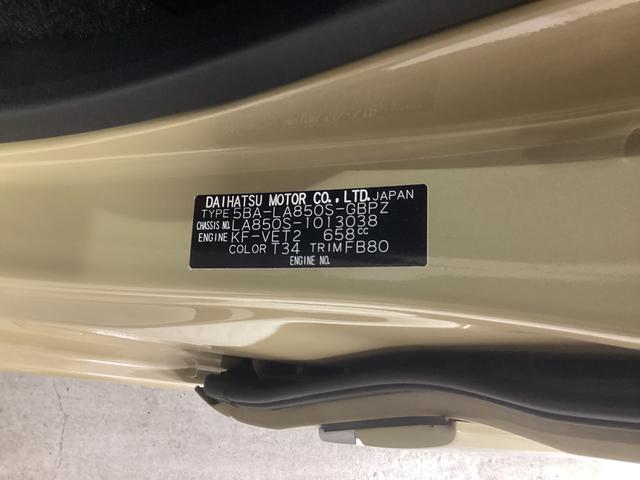 DAIHATSU MOTOR CO.,LTD. JAPAN
TYPE 5BA-LA850S-GBPZ
CHASSIS NO. LA850S-1013038
ENGINE KF-VET2 658cc
COLOR T34 TRIM FB80
ENGINE NO.